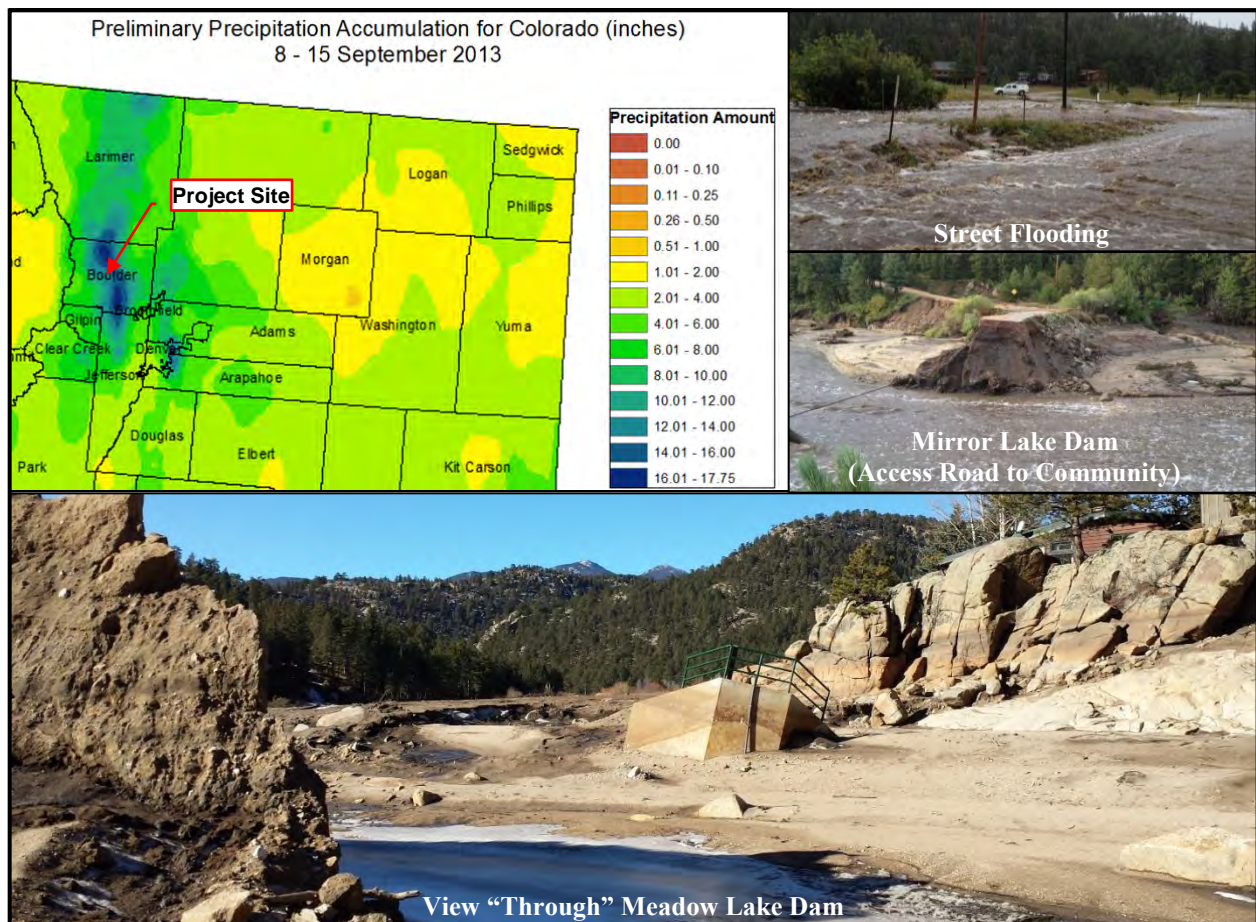 Preliminary Precipitation Accumulation for Colorado (inches)
8 - 15 September 2013
Larimer
Project Site
Boulder
Gilpin
Broomfield
Clear Creek
Denver
Jefferson
Adams
Arapahoe
Douglas
Elbert
Park
Morgan
Logan
Sedgwick
Phillips
Washington
Yuma
Kit Carson
Precipitation Amount
0.00
0.01 - 0.10
0.11 - 0.25
0.26 - 0.50
0.51 - 1.00
1.01 - 2.00
2.01 - 4.00
4.01 - 6.00
6.01 - 8.00
8.01 - 10.00
10.01 - 12.00
12.01 - 14.00
14.01 - 16.00
16.01 - 17.75
Street Flooding
Mirror Lake Dam
(Access Road to Community)
View “Through” Meadow Lake Dam